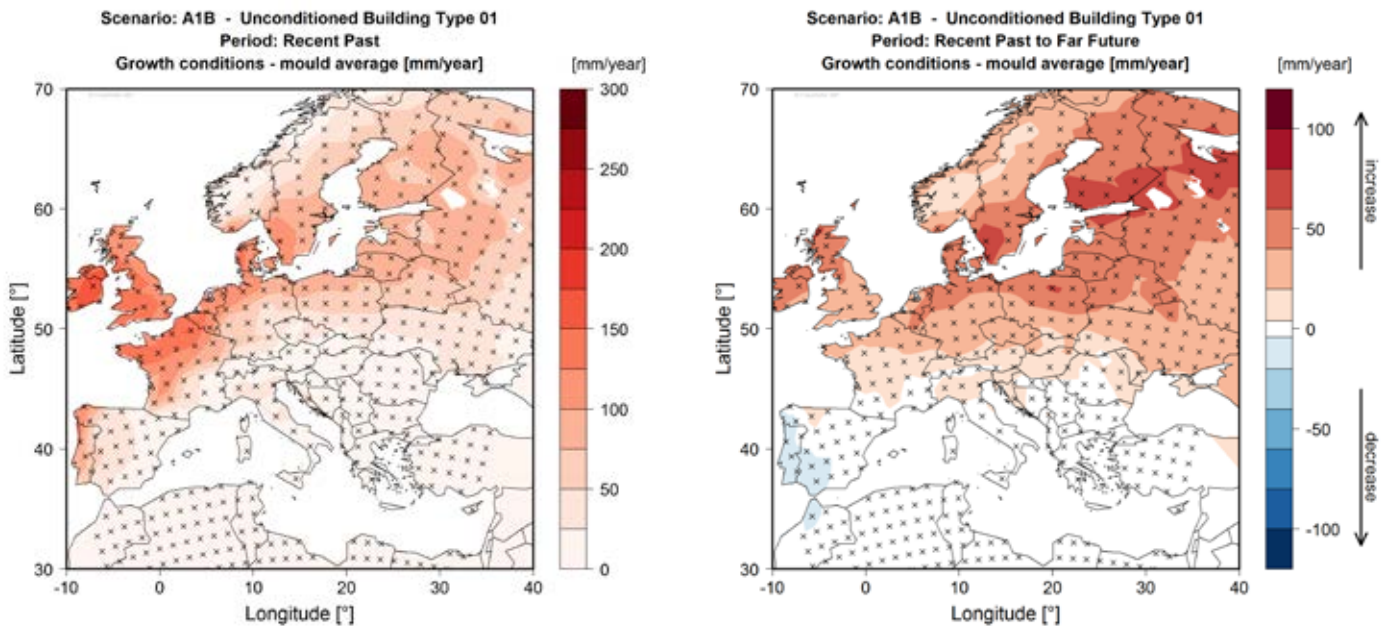 Scenario: A1B - Unconditioned Building Type 01
Period: Recent Past
Growth conditions - mould average [mm/year]
[mm/year]
70
60
50
40
30
Latitude [°]
-10
0
10
20
30
40
Longitude [°]
300
250
200
150
100
50
0
Scenario: A1B - Unconditioned Building Type 01
Period: Recent Past to Far Future
Growth conditions - mould average [mm/year]
[mm/year]
70
60
50
40
30
Latitude [°]
-10
0
10
20
30
40
Longitude [°]
100
50
0
-50
-100
increase
decrease